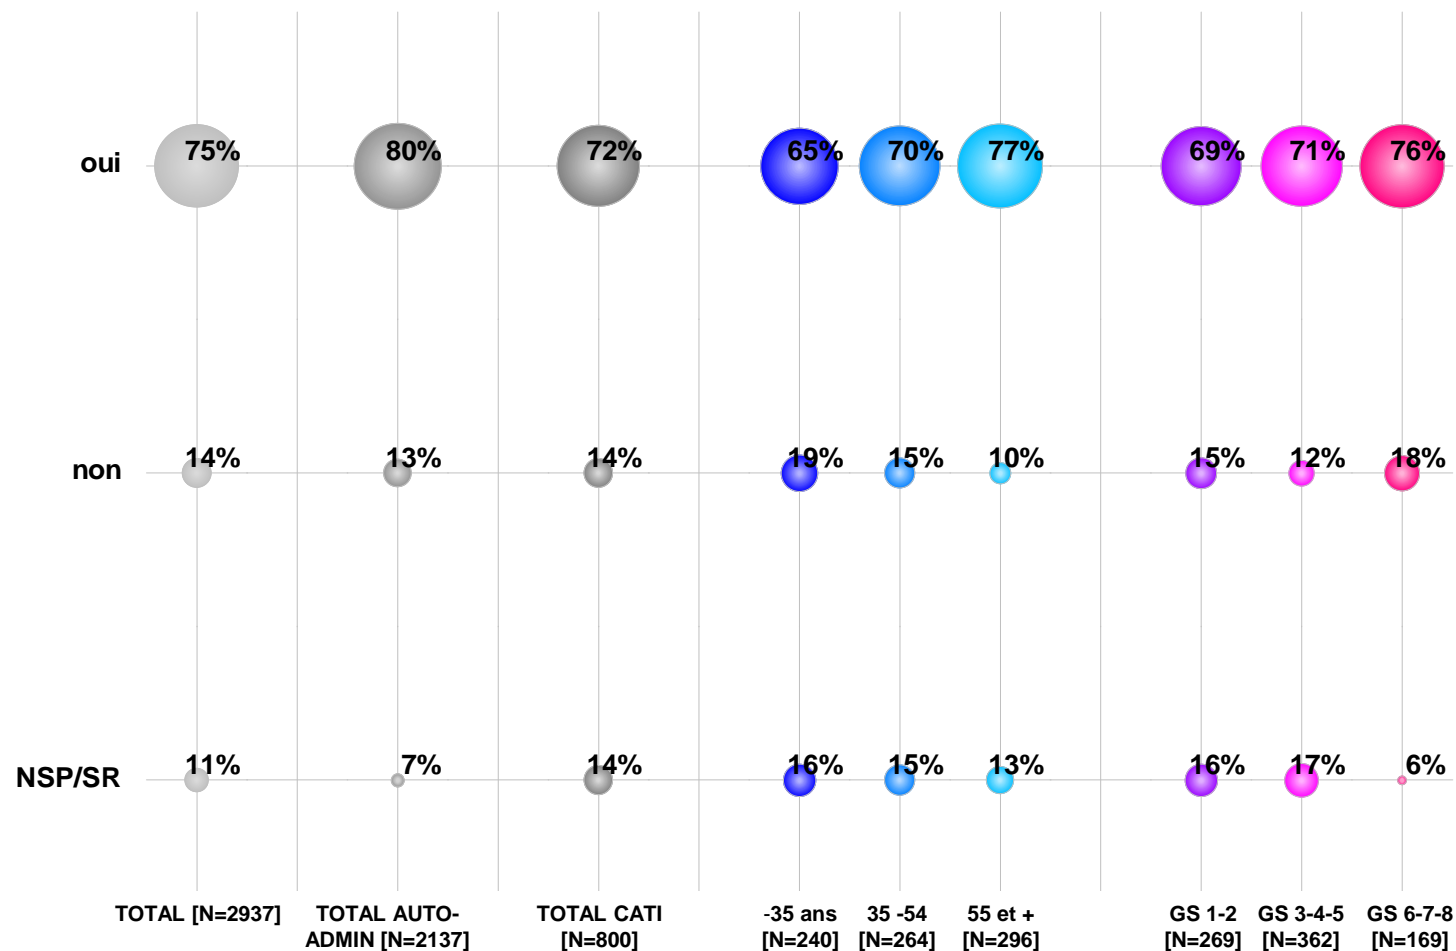 oui
75%
80%
72%
65%
70%
77%
69%
71%
76%
non
14%
13%
14%
19%
15%
10%
15%
12%
18%
NSP/SR
11%
7%
14%
16%
15%
13%
16%
17%
6%
TOTAL [N=2937]
TOTAL AUTO-
ADMIN [N=2137]
TOTAL CATI
[N=800]
-35 ans
[N=240]
35 -54
[N=264]
55 et +
[N=296]
GS 1-2
[N=269]
GS 3-4-5
[N=362]
GS 6-7-8
[N=169]